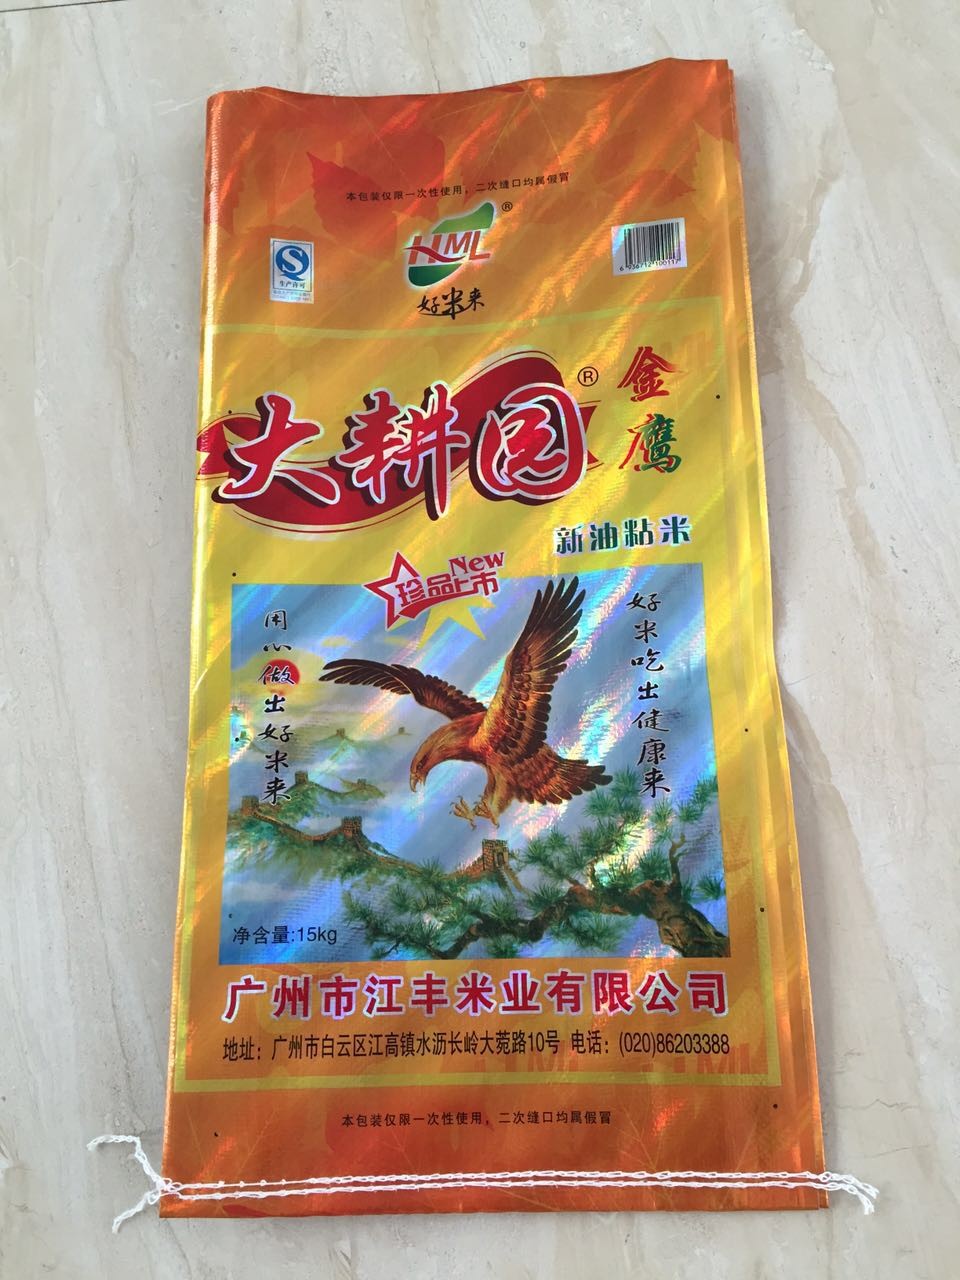 本包装仅限一次性使用，二次缝口均属假冒
HML®
好米来
生产许可
6 936712 100117
大耕园®
金鹰
新油粘米
New
珍品上市
用心做出好米来
好米吃出健康来
净含量:15kg
广州市江丰米业有限公司
地址：广州市白云区江高镇水沥长岭大菀路10号 电话：(020)86203388
本包装仅限一次性使用，二次缝口均属假冒